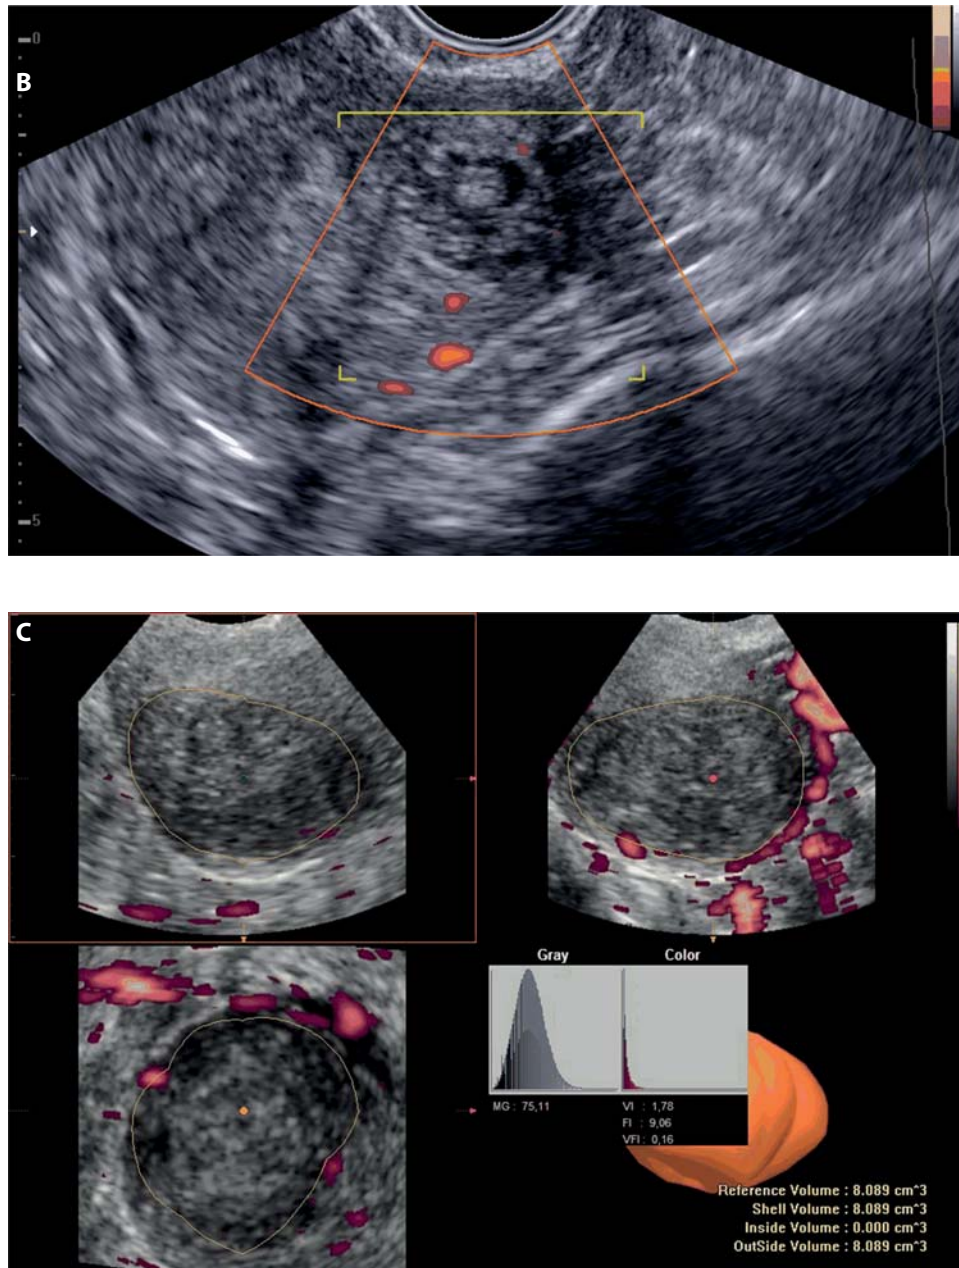 B
0
5
C
Gray
Color
MG : 75,11
VI : 1,78
FI : 9,06
VFI : 0,16
Reference Volume : 8.089 cm^3
Shell Volume : 8.089 cm^3
Inside Volume : 0.000 cm^3
OutSide Volume : 8.089 cm^3